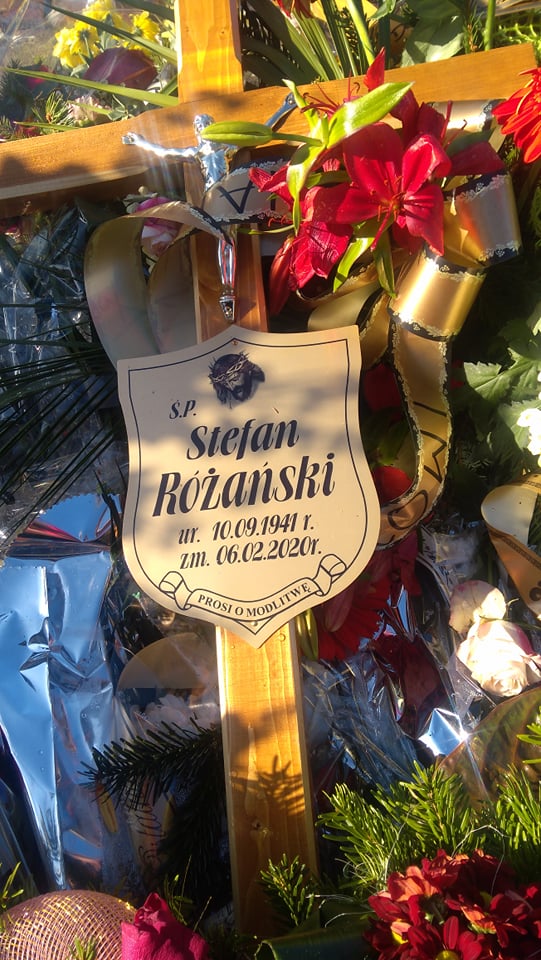 Ś.P.
Stefan
RÓŻAŃSKI
ur. 10.09.1941 r.
zm. 06.02.2020r.
PROSI O MODLITWĘ